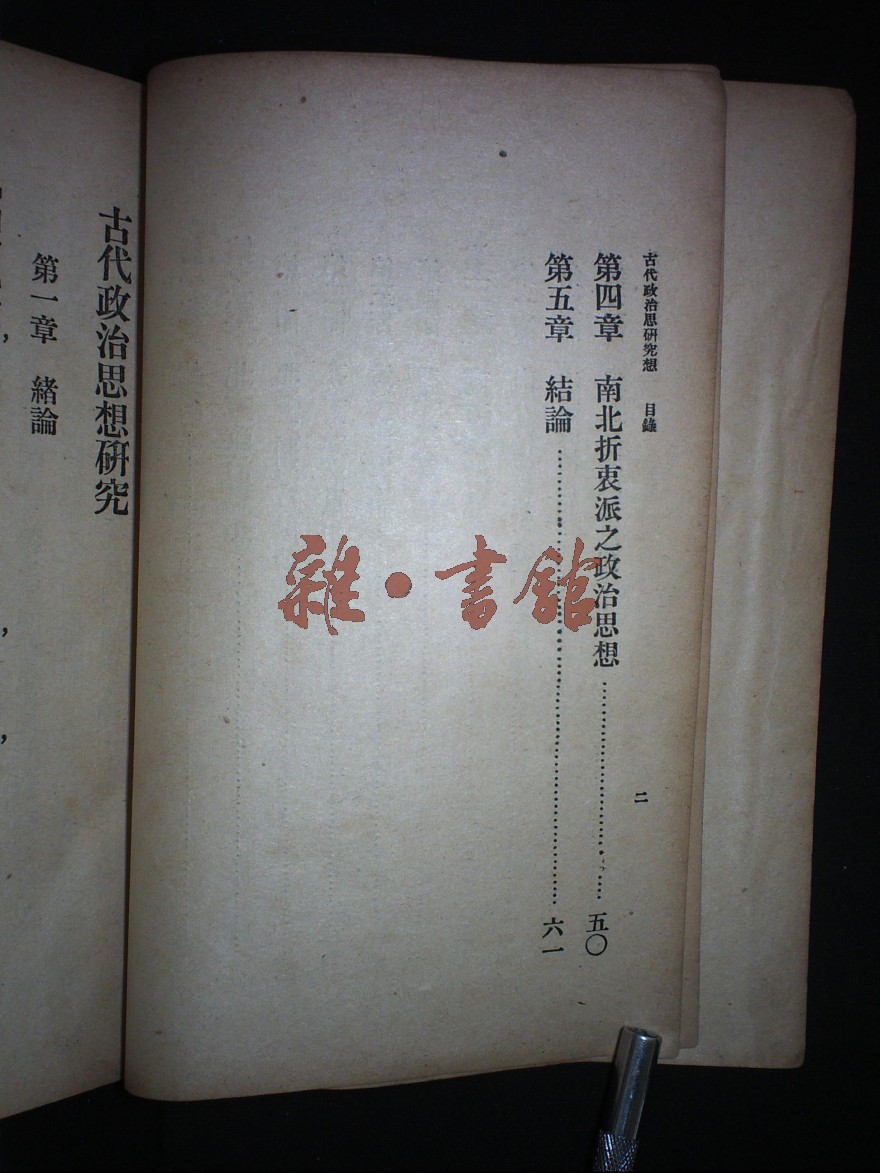 古代政治思研究想　目錄
二
第四章　南北折衷派之政治思想…………五〇
第五章　結論…………六一
古代政治思想研究
第一章　緒論
雜・書館